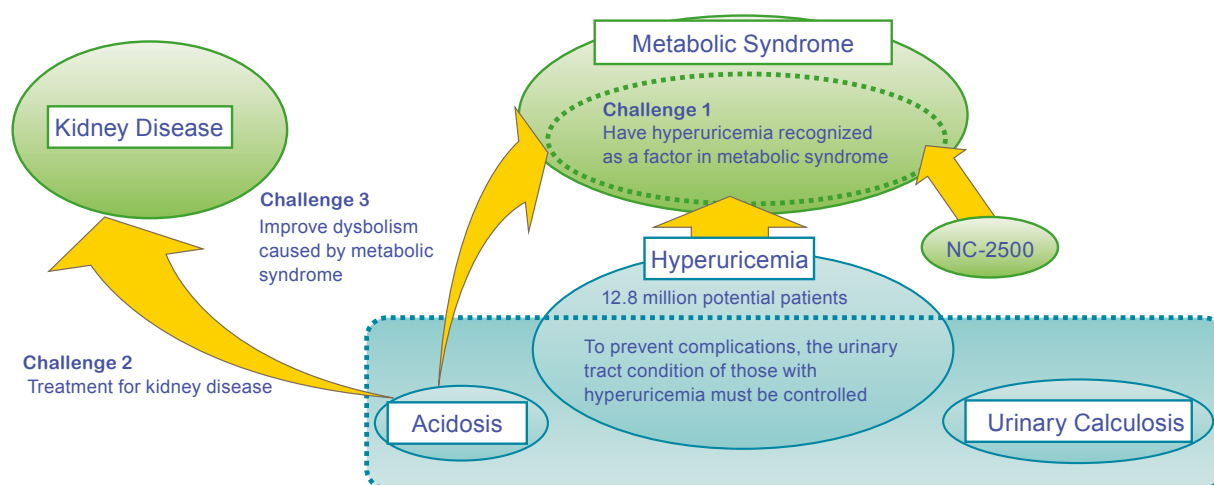 Metabolic Syndrome
Challenge 1
Have hyperuricemia recognized
as a factor in metabolic syndrome
Kidney Disease
Challenge 3
Improve dysbolism
caused by metabolic
syndrome
NC-2500
Hyperuricemia
12.8 million potential patients
To prevent complications, the urinary
tract condition of those with
hyperuricemia must be controlled
Challenge 2
Treatment for kidney disease
Acidosis
Urinary Calculosis